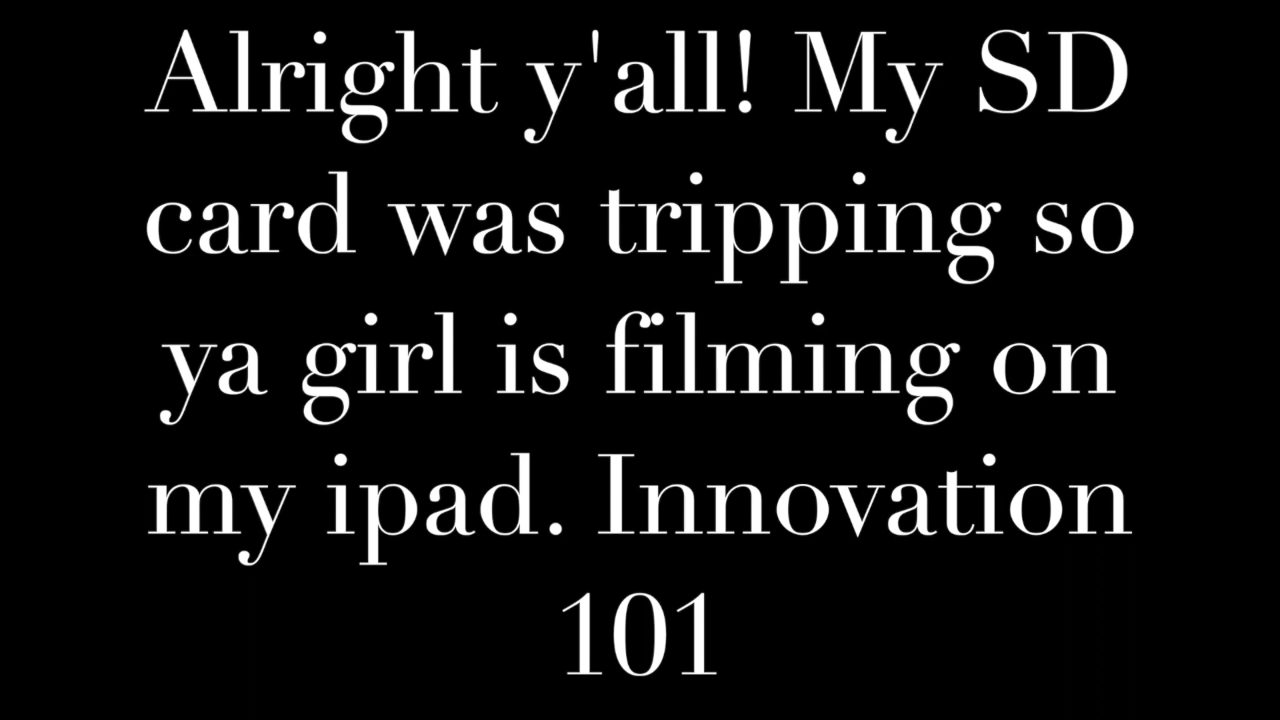 Alright y'all! My SD
card was tripping so
ya girl is filming on
my ipad. Innovation
101